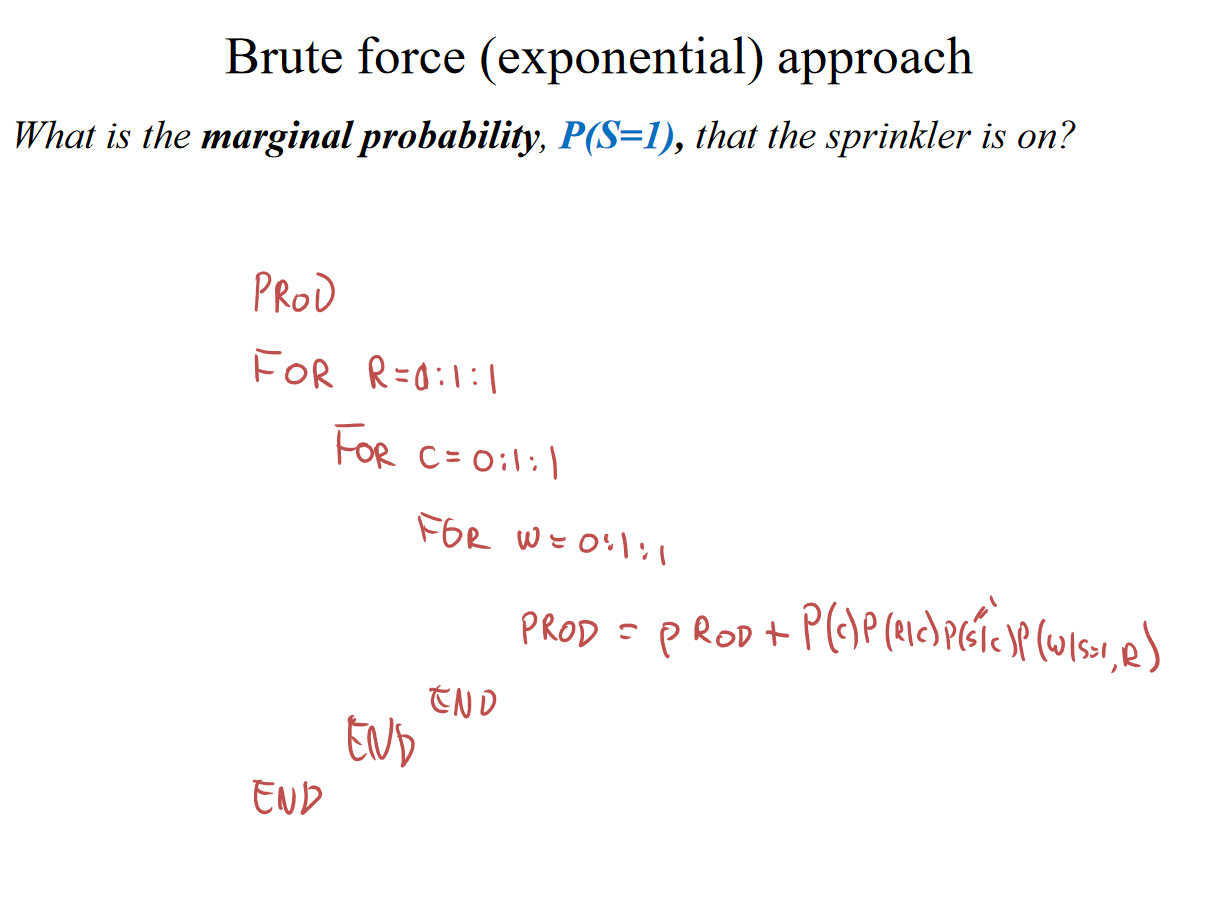 Brute force (exponential) approach
What is the marginal probability, P(S=1), that the sprinkler is on?
PROD
FOR R=0:1:1
FOR C=0:1:1
FOR W=0:1:1
PROD = PROD + P(C)P(R|C)P(S=1|C)P(W|S=1,R)
END
END
END